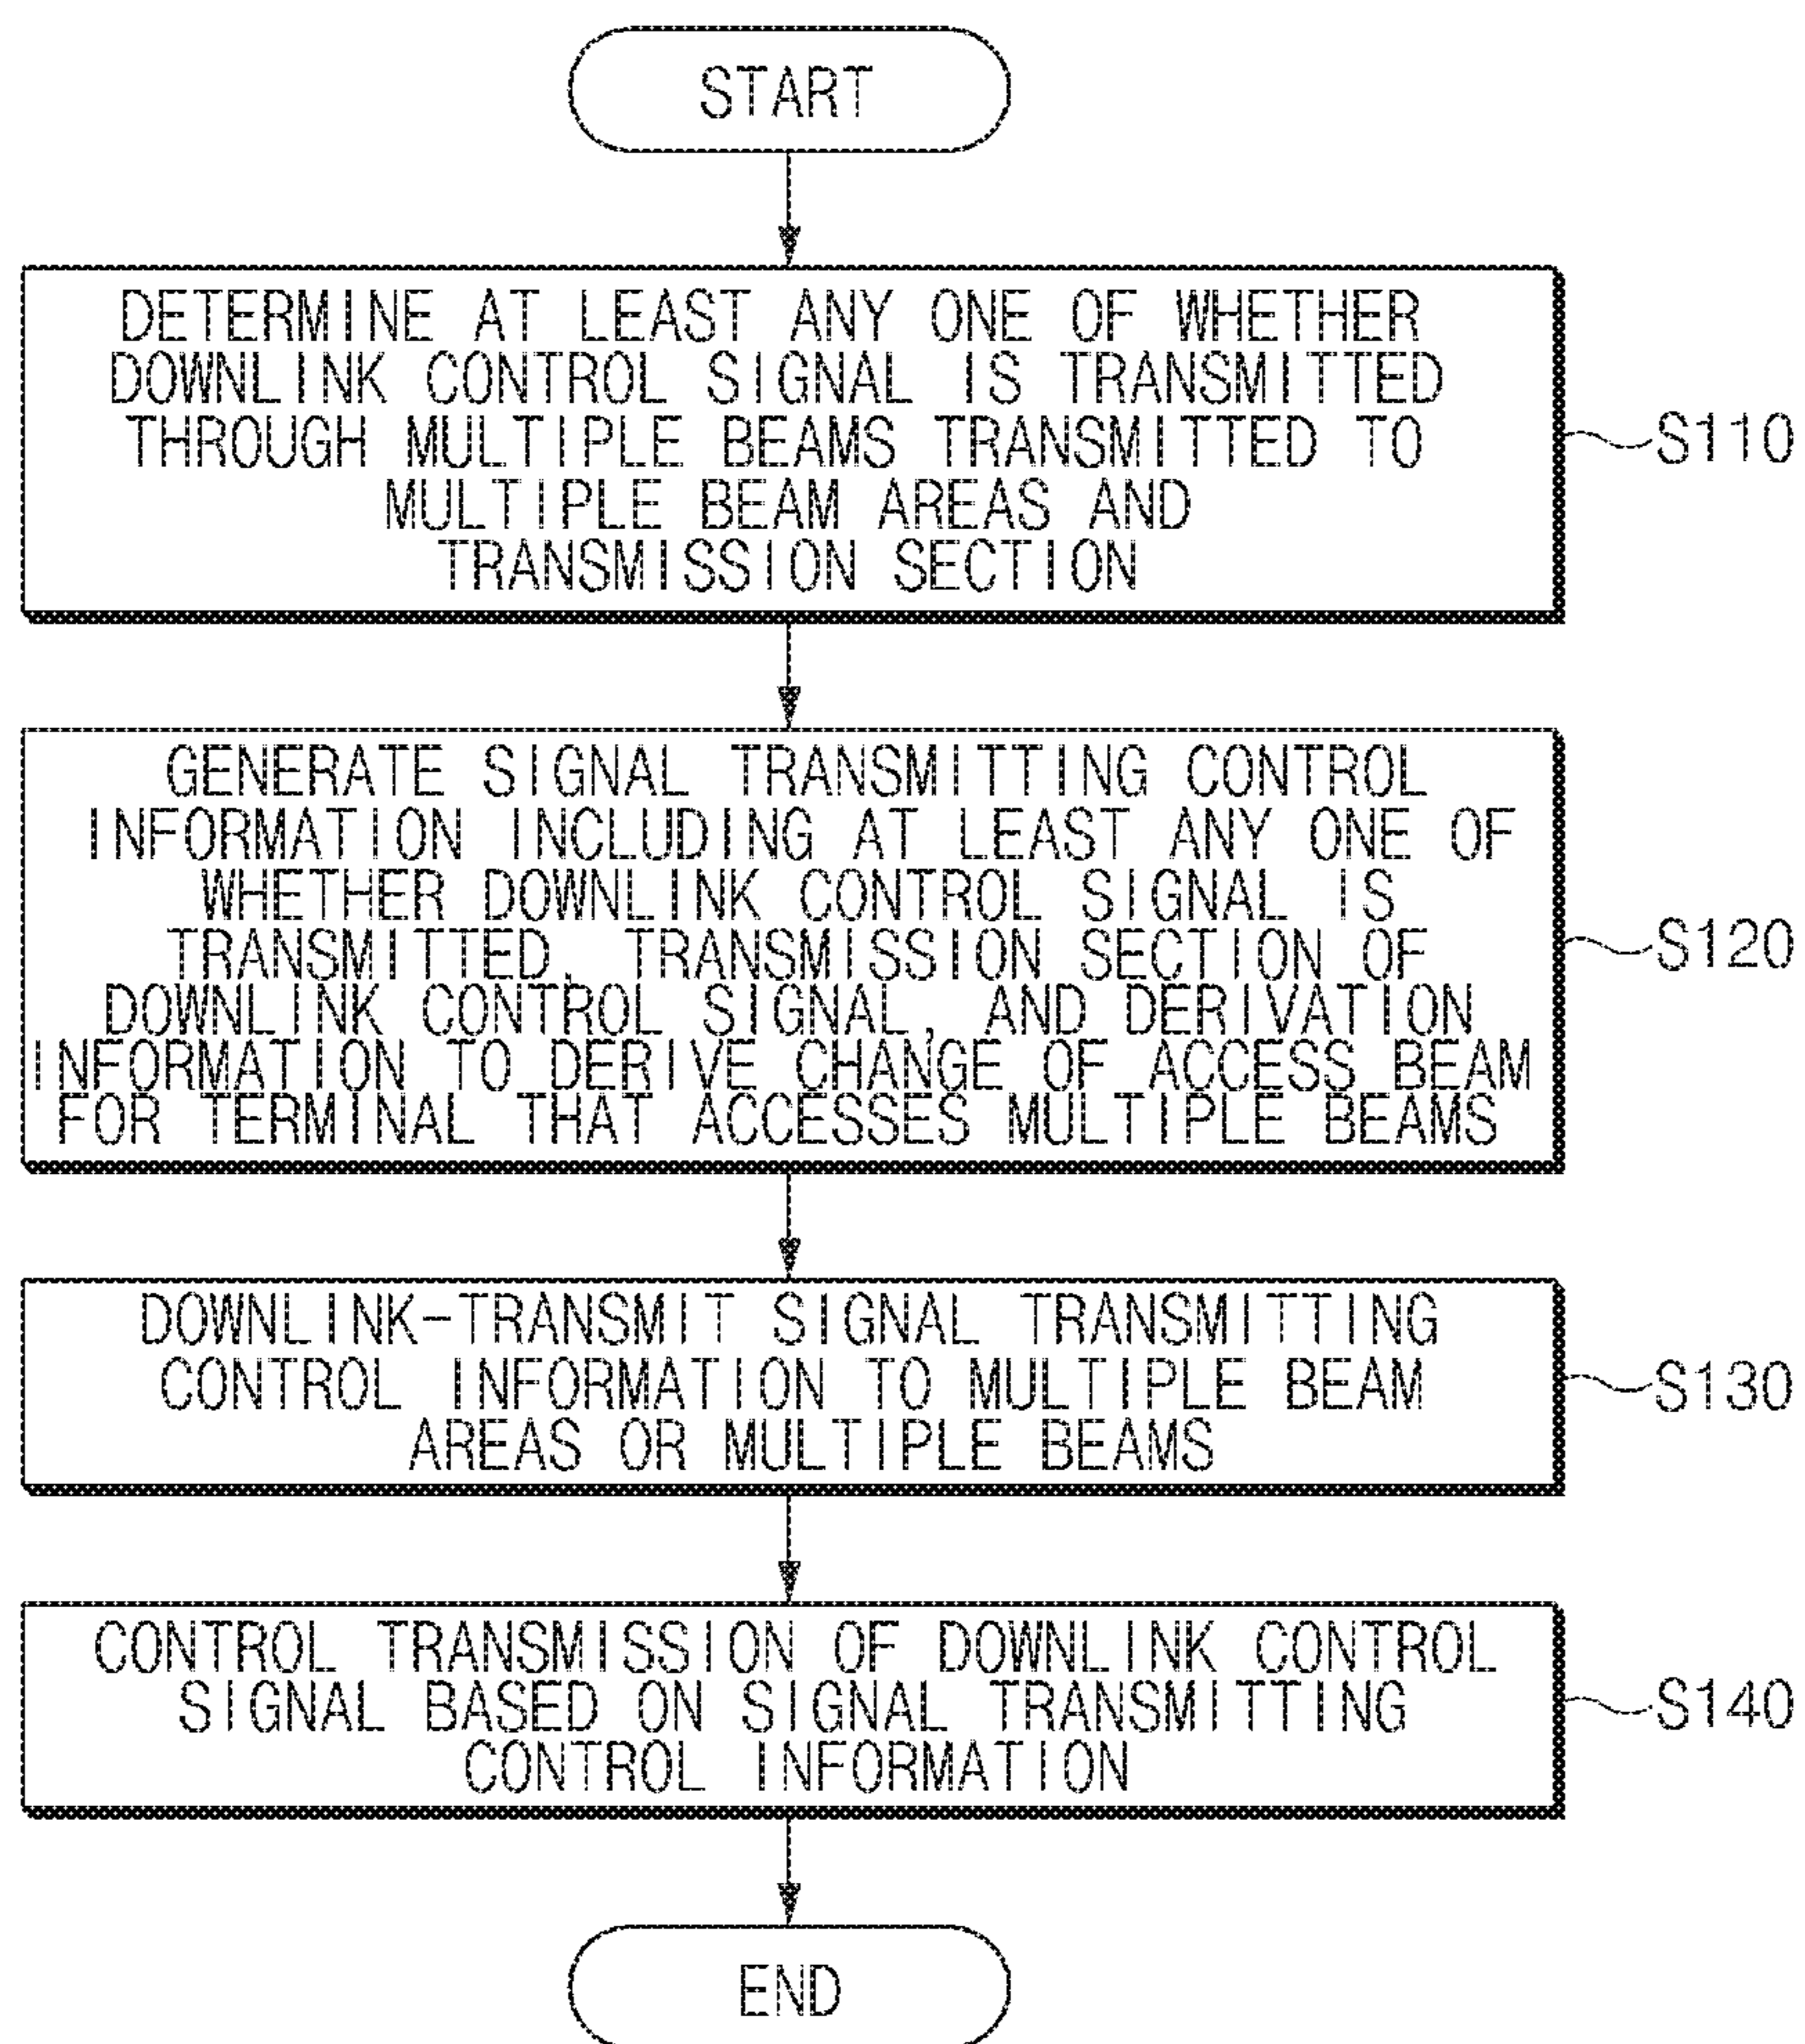 START
DETERMINE AT LEAST ANY ONE OF WHETHER
DOWNLINK CONTROL SIGNAL IS TRANSMITTED
THROUGH MULTIPLE BEAMS TRANSMITTED TO
MULTIPLE BEAM AREAS AND
TRANSMISSION SECTION
S110
GENERATE SIGNAL TRANSMITTING CONTROL
INFORMATION INCLUDING AT LEAST ANY ONE OF
WHETHER DOWNLINK CONTROL SIGNAL IS
TRANSMITTED, TRANSMISSION SECTION OF
DOWNLINK CONTROL SIGNAL, AND DERIVATION
INFORMATION TO DERIVE CHANGE OF ACCESS BEAM
FOR TERMINAL THAT ACCESSES MULTIPLE BEAMS
S120
DOWNLINK-TRANSMIT SIGNAL TRANSMITTING
CONTROL INFORMATION TO MULTIPLE BEAM
AREAS OR MULTIPLE BEAMS
S130
CONTROL TRANSMISSION OF DOWNLINK CONTROL
SIGNAL BASED ON SIGNAL TRANSMITTING
CONTROL INFORMATION
S140
END